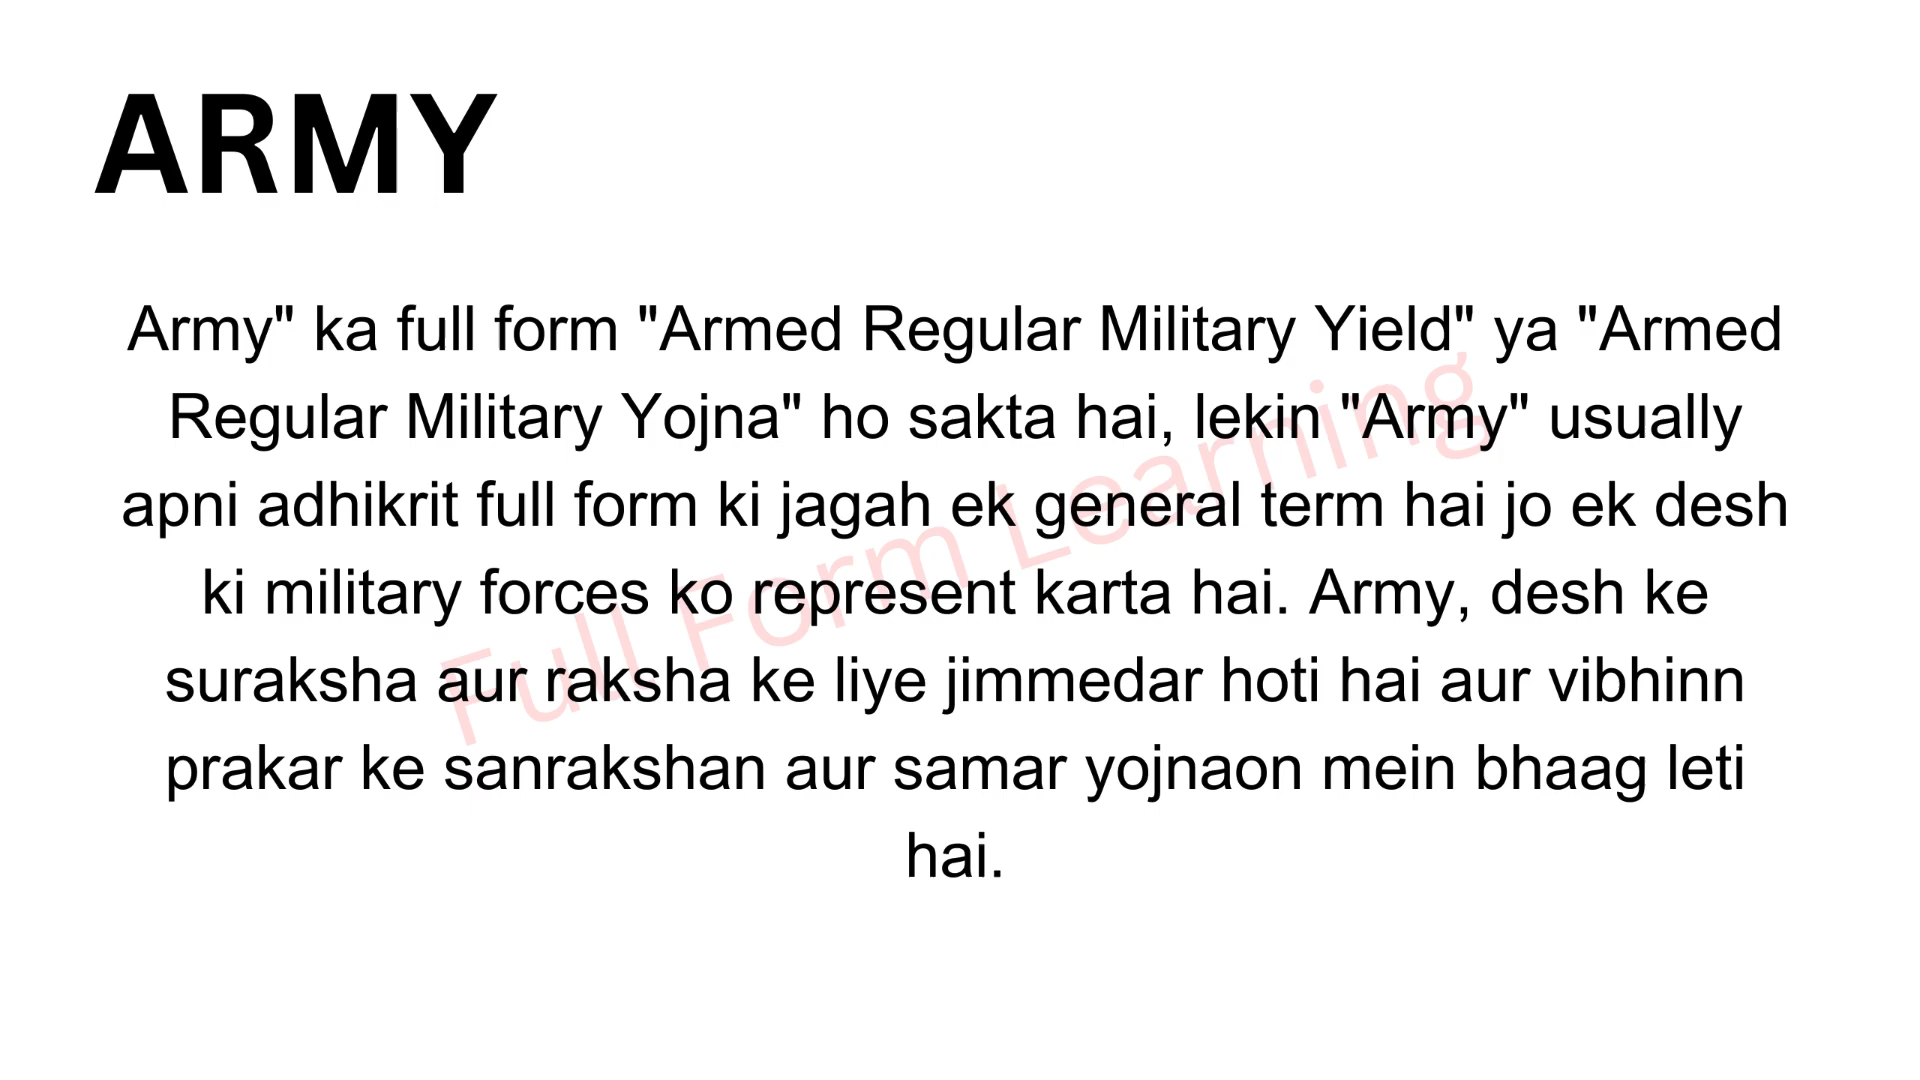 ARMY
Army" ka full form "Armed Regular Military Yield" ya "Armed
Regular Military Yojna" ho sakta hai, lekin "Army" usually
apni adhikrit full form ki jagah ek general term hai jo ek desh
ki military forces ko represent karta hai. Army, desh ke
suraksha aur raksha ke liye jimmedar hoti hai aur vibhinn
prakar ke sanrakshan aur samar yojnaon mein bhaag leti
hai.
Full Form Learning